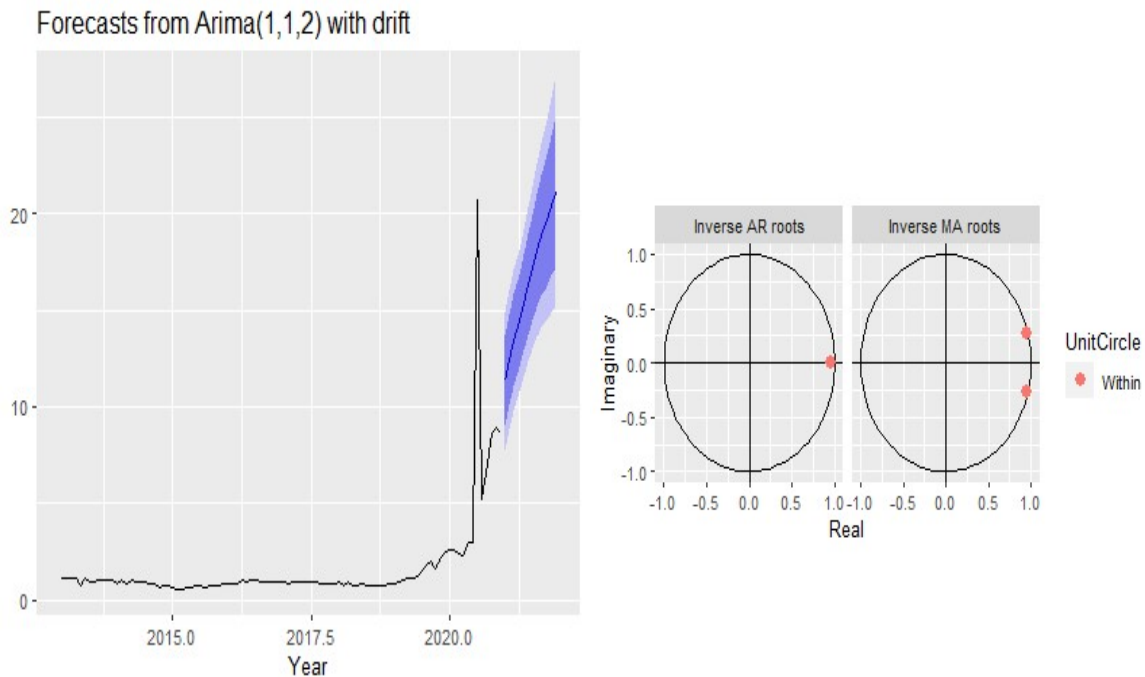 Forecasts from Arima(1,1,2) with drift
20
10
0
2015.0 2017.5 2020.0
Year
Inverse AR roots Inverse MA roots
1.0
0.5
0.0
-0.5
-1.0
Imaginary
-1.0 -0.5 0.0 0.5 1.0 -1.0 -0.5 0.0 0.5 1.0
Real
UnitCircle
Within